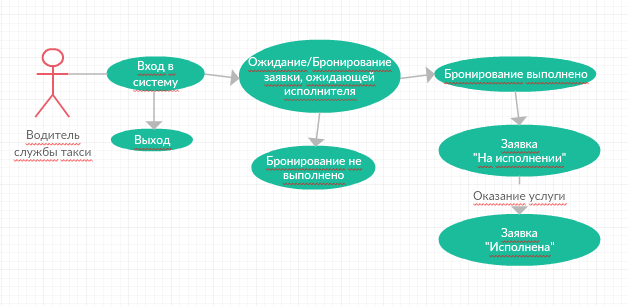 Водитель
службы такси
Вход в
систему
Выход
Ожидание/Бронирование
заявки, ожидающей
исполнителя
Бронирование не
выполнено
Бронирование выполнено
Заявка
"На исполнении"
Оказание услуги
Заявка
"Исполнена"